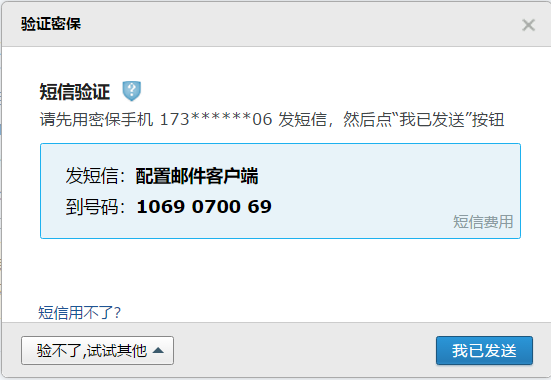 验证密保
短信验证
请先用密保手机 173******06 发短信，然后点“我已发送”按钮
发短信：配置邮件客户端
到号码：1069 0700 69
短信费用
短信用不了？
验不了,试试其他
我已发送